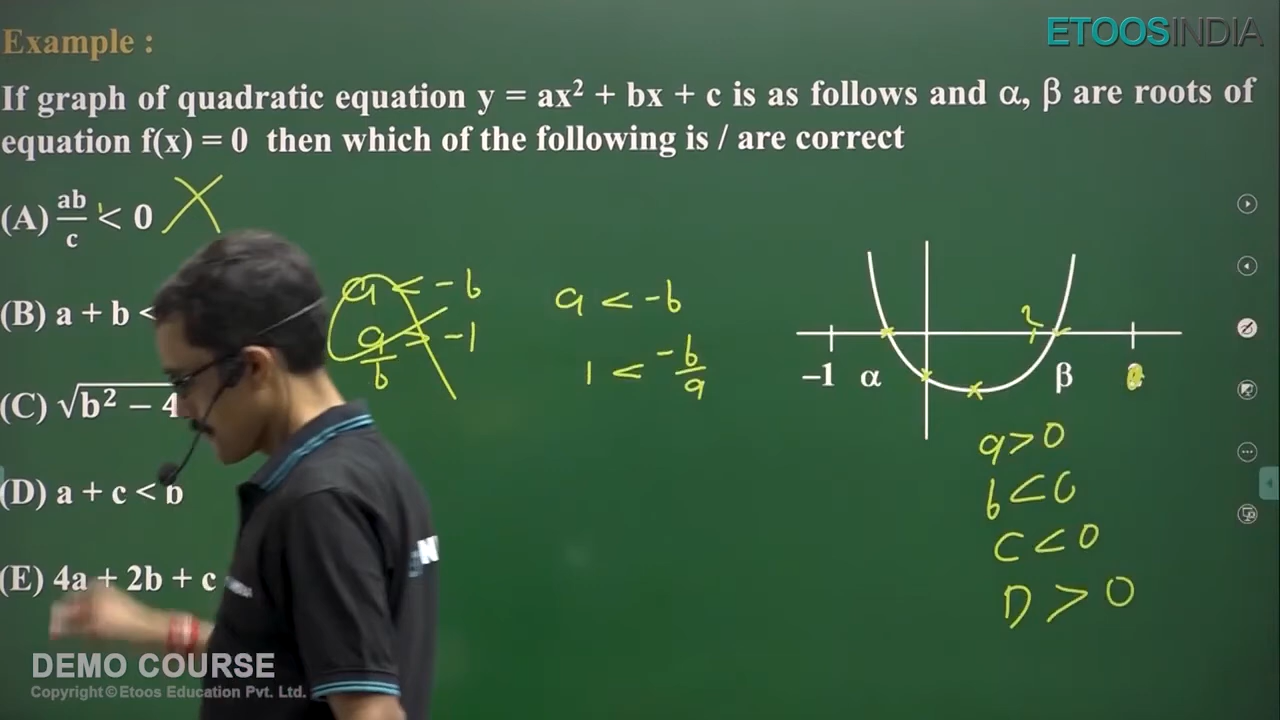 Example :
ETOOSINDIA
If graph of quadratic equation y = ax² + bx + c is as follows and α, β are roots of
equation f(x) = 0 then which of the following is / are correct
(A) ab/c < 0
(B) a + b <
(C) √b² − 4
(D) a + c < b
(E) 4a + 2b + c
a < -b
a/b < -1
a < -b
1 < -b/a
2
-1 α β
a > 0
b < 0
c < 0
D > 0
DEMO COURSE
Copyright © Etoos Education Pvt. Ltd.